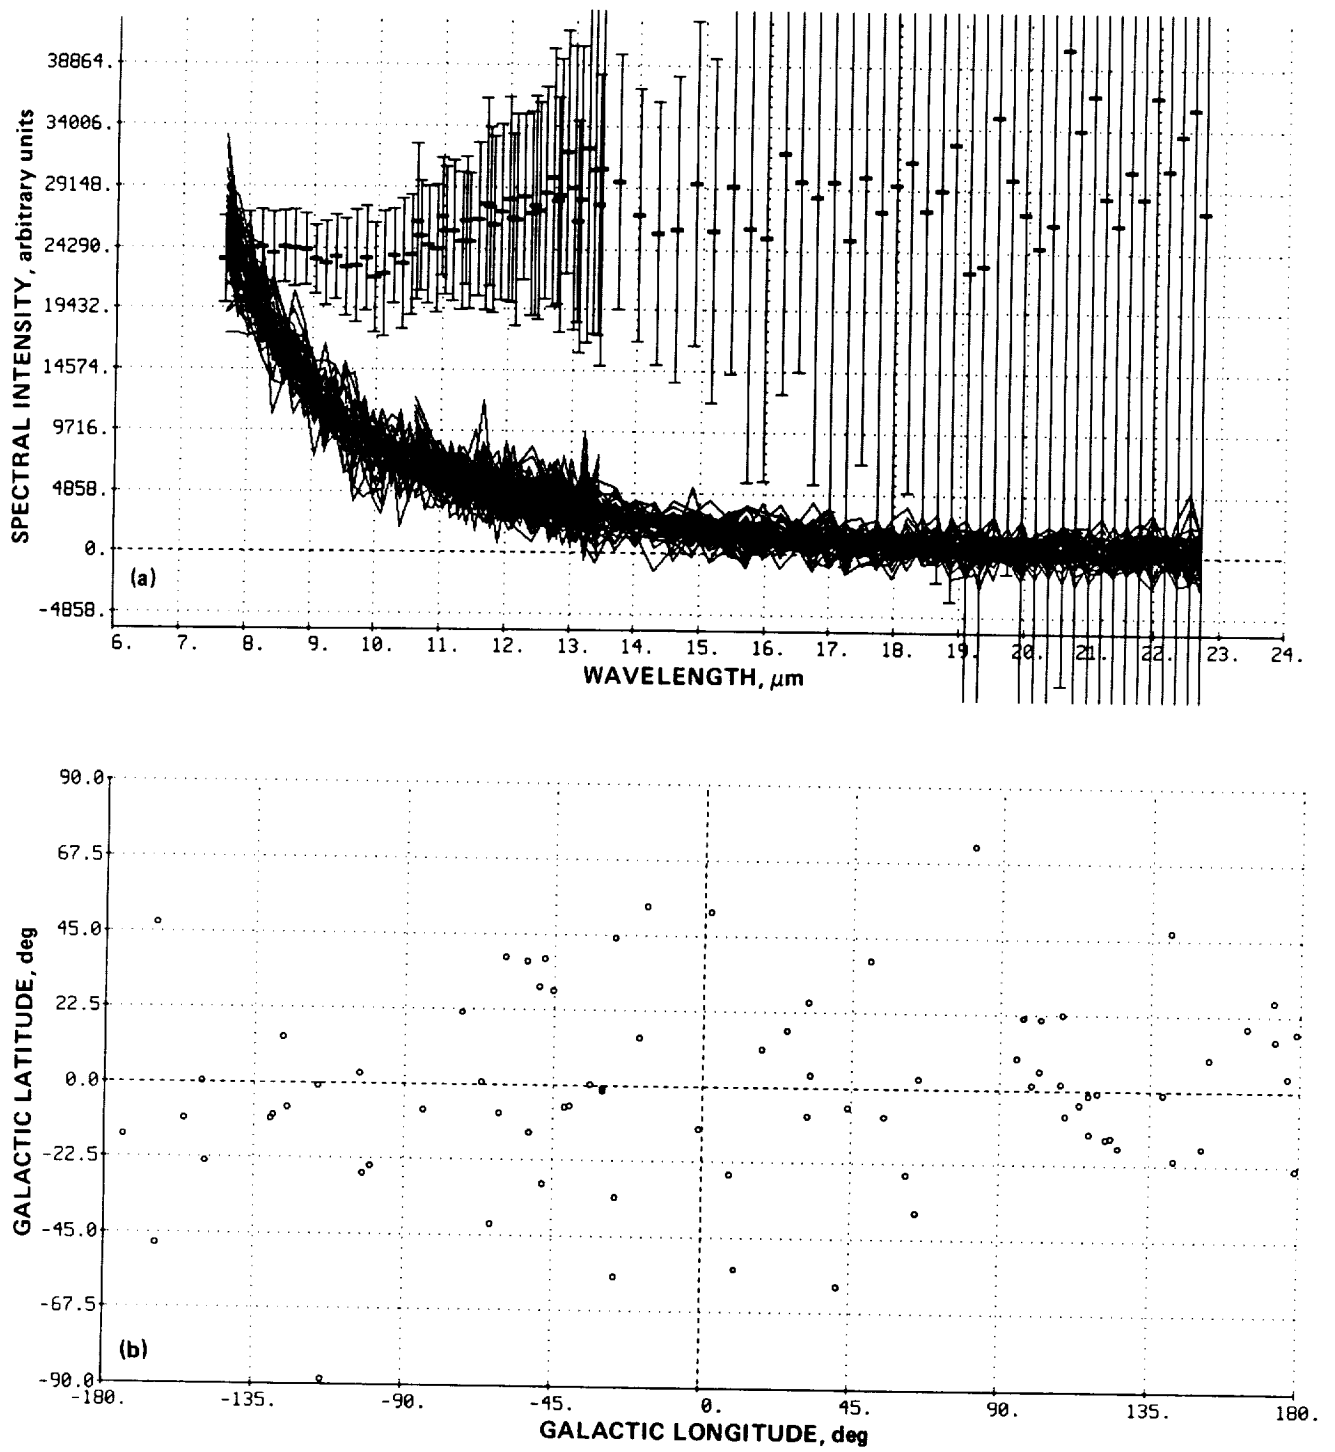 SPECTRAL INTENSITY, arbitrary units
38864.
34006.
29148.
24290.
19432.
14574.
9716.
4858.
0.
-4858.
(a)
6. 7. 8. 9. 10. 11. 12. 13. 14. 15. 16. 17. 18. 19. 20. 21. 22. 23. 24.
WAVELENGTH, μm
GALACTIC LATITUDE, deg
90.0
67.5
45.0
22.5
0.0
-22.5
-45.0
-67.5
-90.0
(b)
-180. -135. -90. -45. 0. 45. 90. 135. 180.
GALACTIC LONGITUDE, deg